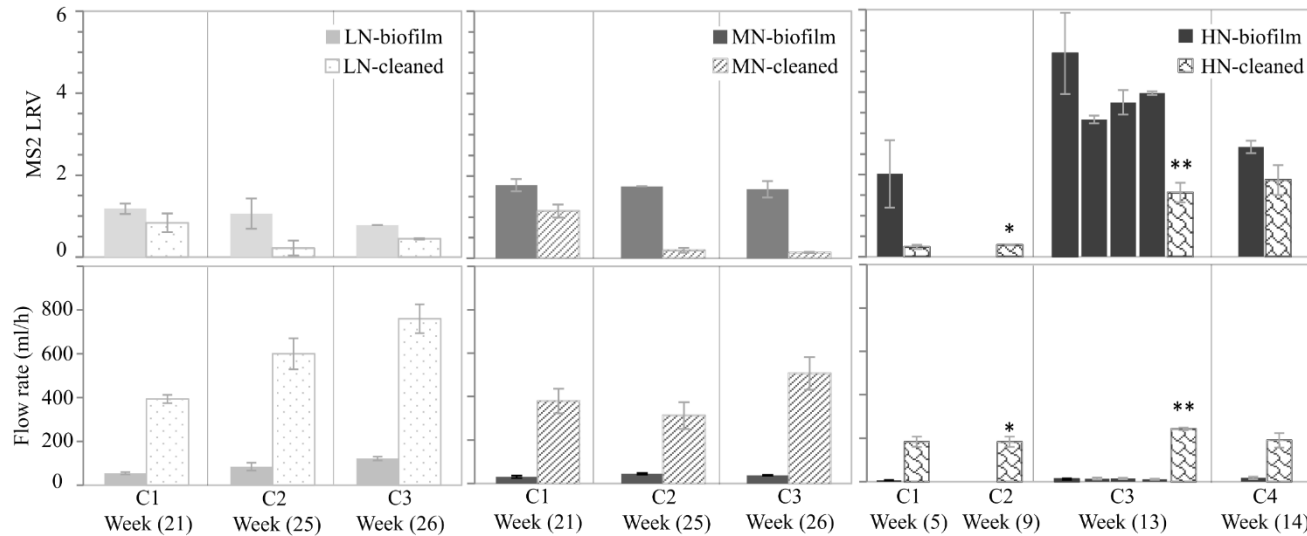 6
4
2
0
MS2 LRV
LN-biofilm
LN-cleaned
MN-biofilm
MN-cleaned
HN-biofilm
HN-cleaned
*
**
800
600
400
200
0
Flow rate (ml/h)
*
**
C1 C2 C3 C1 C2 C3 C1 C2 C3 C4
Week (21) Week (25) Week (26) Week (21) Week (25) Week (26) Week (5) Week (9) Week (13) Week (14)